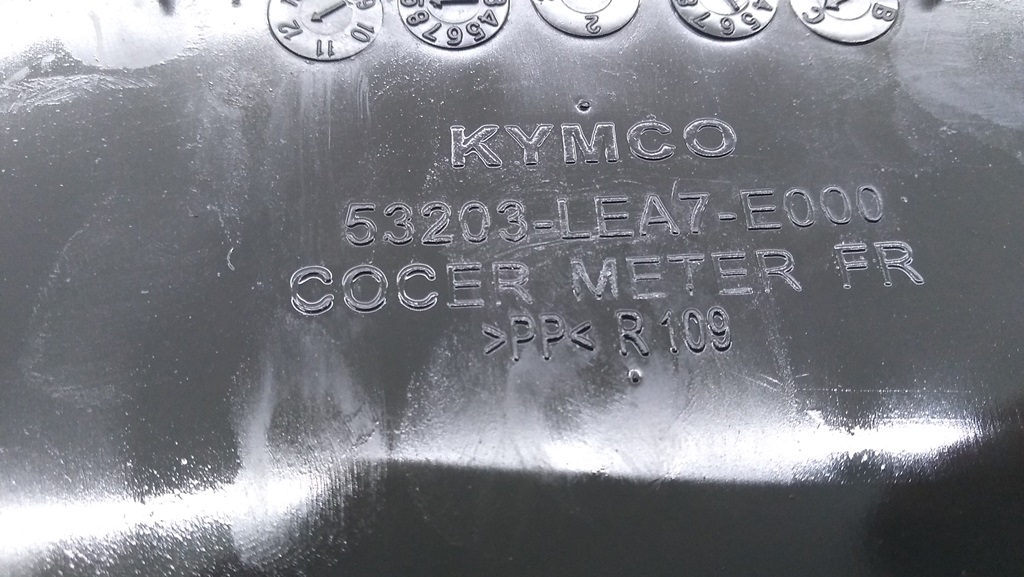 KYMCO
53203-LEA7-E000
COCER METER FR
>PP< R109